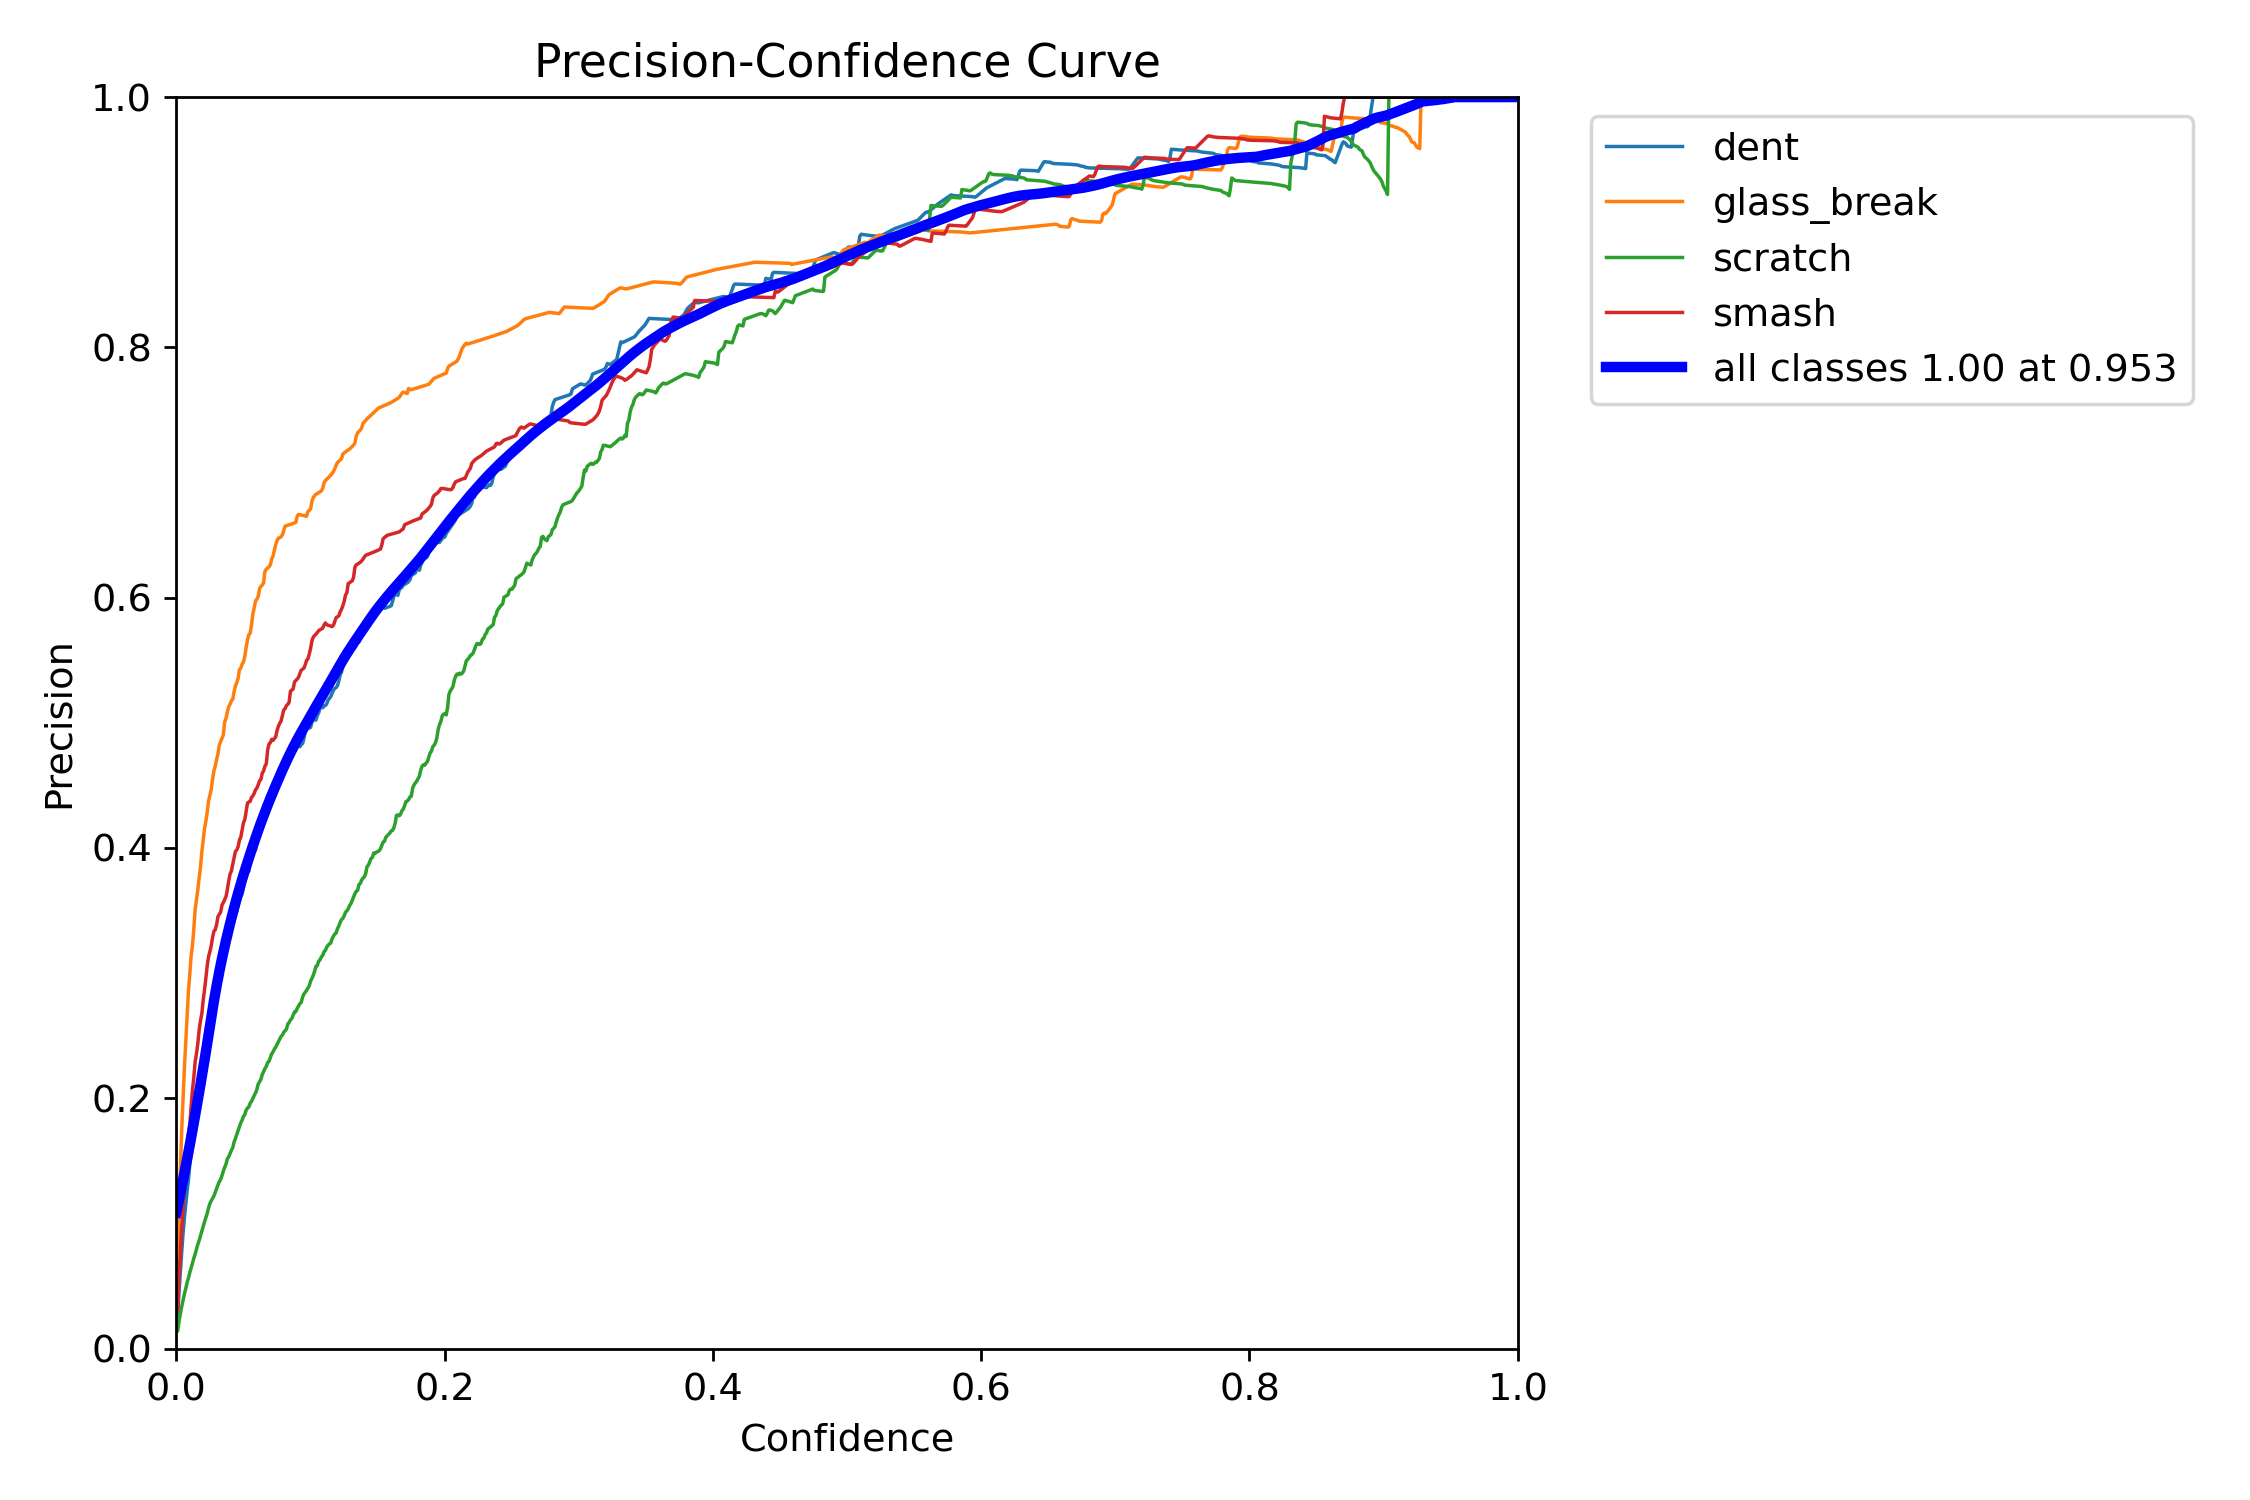 Precision-Confidence Curve
1.0
0.8
0.6
0.4
0.2
0.0
Precision
0.0 0.2 0.4 0.6 0.8 1.0
Confidence
dent
glass_break
scratch
smash
all classes 1.00 at 0.953